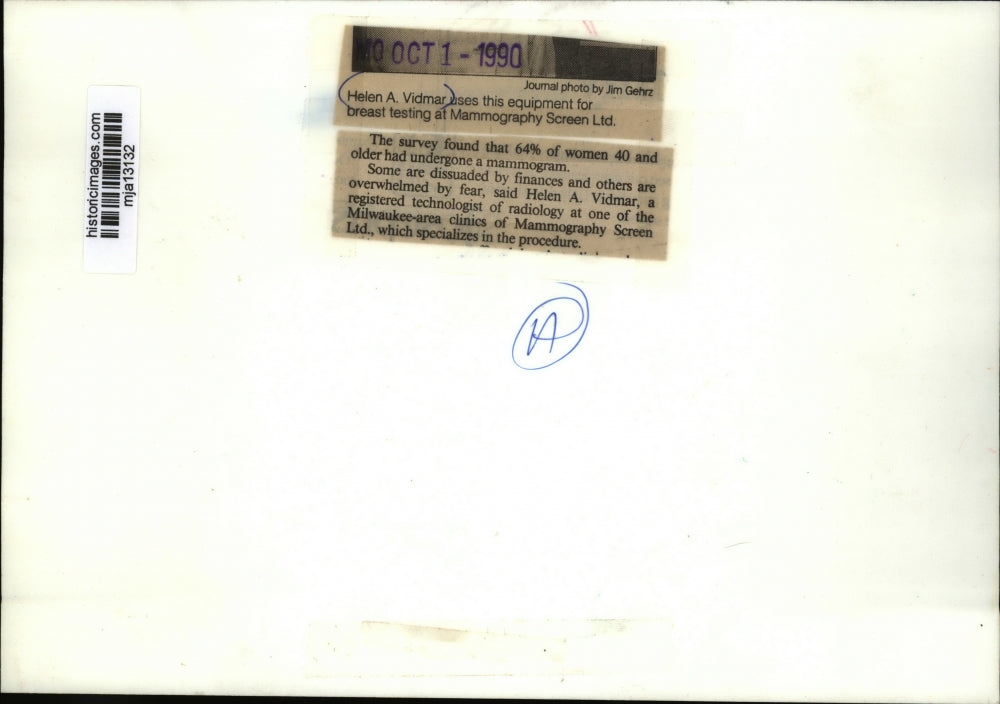 historicimages.com
mja13132
OCT 1 - 1990
Journal photo by Jim Gehrz
Helen A. Vidmar uses this equipment for
breast testing at Mammography Screen Ltd.
The survey found that 64% of women 40 and
older had undergone a mammogram.
Some are dissuaded by finances and others are
overwhelmed by fear, said Helen A. Vidmar, a
registered technologist of radiology at one of the
Milwaukee-area clinics of Mammography Screen
Ltd., which specializes in the procedure.